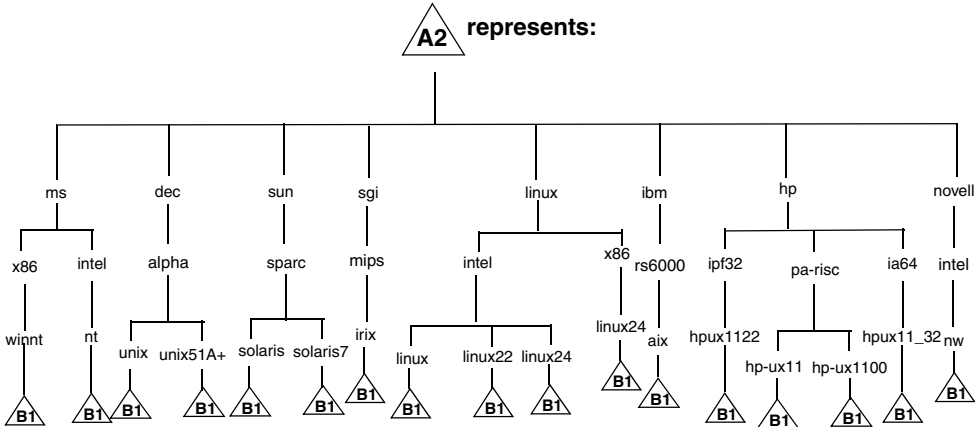 A2 represents:
ms dec sun sgi linux ibm hp novell
x86 intel alpha sparc mips intel x86 rs6000 ipf32 pa-risc ia64 intel
winnt nt unix unix51A+ solaris solaris7 irix linux linux22 linux24 linux24 aix hpux1122 hp-ux11 hp-ux1100 hpux11_32 nw
B1 B1 B1 B1 B1 B1 B1 B1 B1 B1 B1 B1 B1 B1 B1 B1 B1